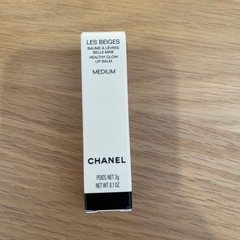 LES BEIGES
BAUME À LÈVRES
BELLE MINE
HEALTHY GLOW
LIP BALM
MEDIUM
CHANEL
POIDS NET 3g
NET WT. 0.1 OZ